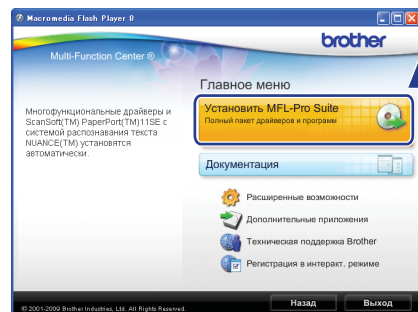 Macromedia Flash Player 8
brother
Multi-Function Center ®
Главное меню
Многофункциональные драйверы и
ScanSoft(TM) PaperPort(TM)11SE с
системой распознавания текста
NUANCE(TM) установятся
автоматически.
Установить MFL-Pro Suite
Полный пакет драйверов и программ
Документация
Расширенные возможности
Дополнительные приложения
Техническая поддержка Brother
Регистрация в интеракт. режиме
© 2001-2009 Brother Industries, Ltd. All Rights Reserved.
Назад
Выход